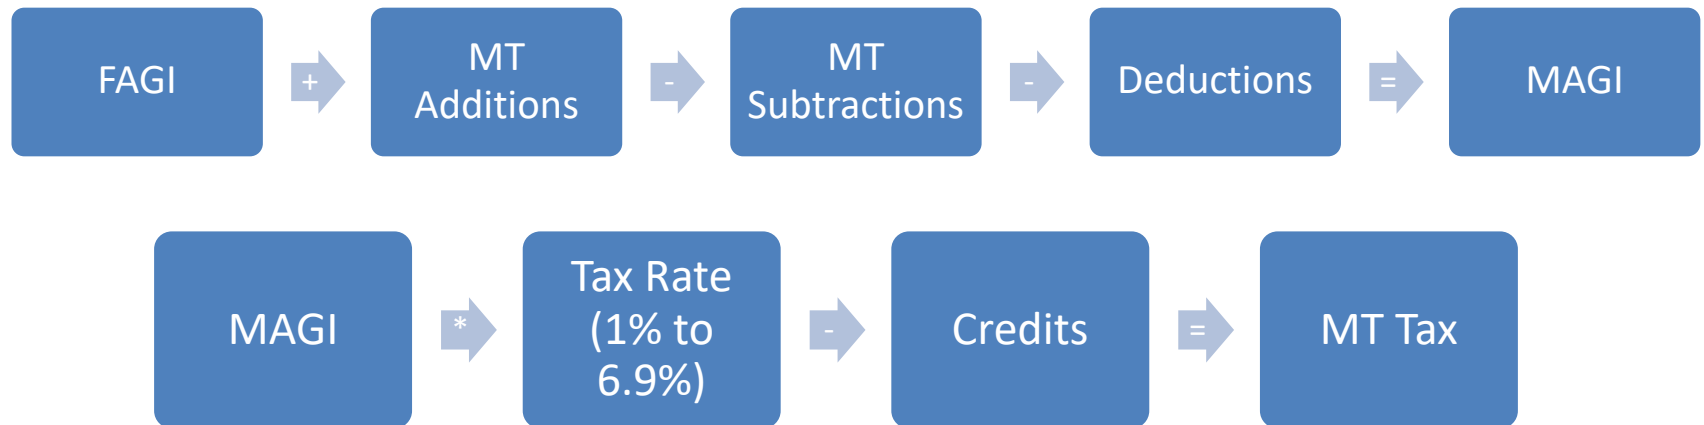 FAGI
+
MT
Additions
-
MT
Subtractions
-
Deductions
=
MAGI
MAGI
*
Tax Rate
(1% to
6.9%)
-
Credits
=
MT Tax